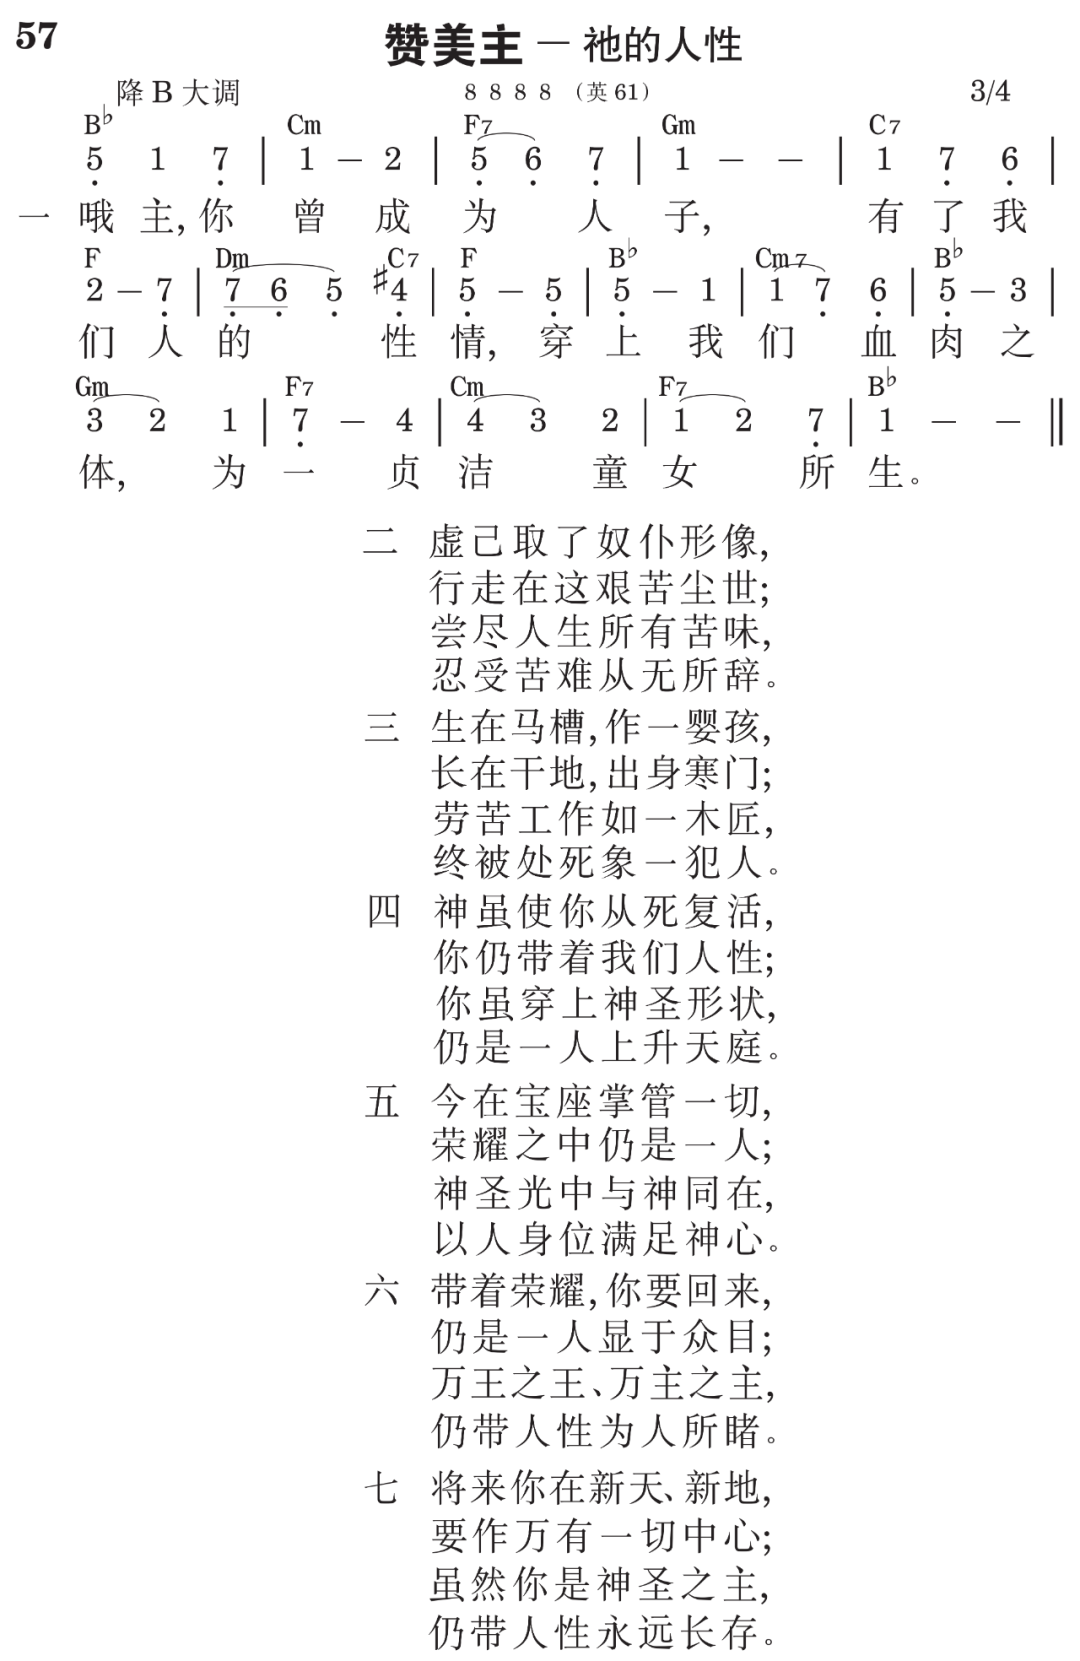 57
赞美主 — 祂的人性
降 B 大调 8 8 8 8 (英 61) 3/4
B♭ Cm F7 Gm C7
5̣ 1 7̣ | 1 – 2 | 5̣ 6̣ 7̣ | 1 – – | 1 7̣ 6̣ |
一 哦 主, 你 曾 成 为 人 子, 有 了 我
F Dm C7 F B♭ Cm7 B♭
2 – 7̣ | 7̣ 6̣ 5̣ ♯4̣ | 5̣ – 5̣ | 5̣ – 1 | 1 7̣ 6̣ | 5̣ – 3 |
们 人 的 性 情, 穿 上 我 们 血 肉 之
Gm F7 Cm F7 B♭
3 2 1 | 7̣ – 4 | 4 3 2 | 1 2 7̣ | 1 – – ‖
体, 为 一 贞 洁 童 女 所 生。
二 虚己取了奴仆形像,
行走在这艰苦尘世;
尝尽人生所有苦味,
忍受苦难从无所辞。
三 生在马槽,作一婴孩,
长在干地,出身寒门;
劳苦工作如一木匠,
终被处死象一犯人。
四 神虽使你从死复活,
你仍带着我们人性;
你虽穿上神圣形状,
仍是一人上升天庭。
五 今在宝座掌管一切,
荣耀之中仍是一人;
神圣光中与神同在,
以人身位满足神心。
六 带着荣耀,你要回来,
仍是一人显于众目;
万王之王、万主之主,
仍带人性为人所睹。
七 将来你在新天、新地,
要作万有一切中心;
虽然你是神圣之主,
仍带人性永远长存。